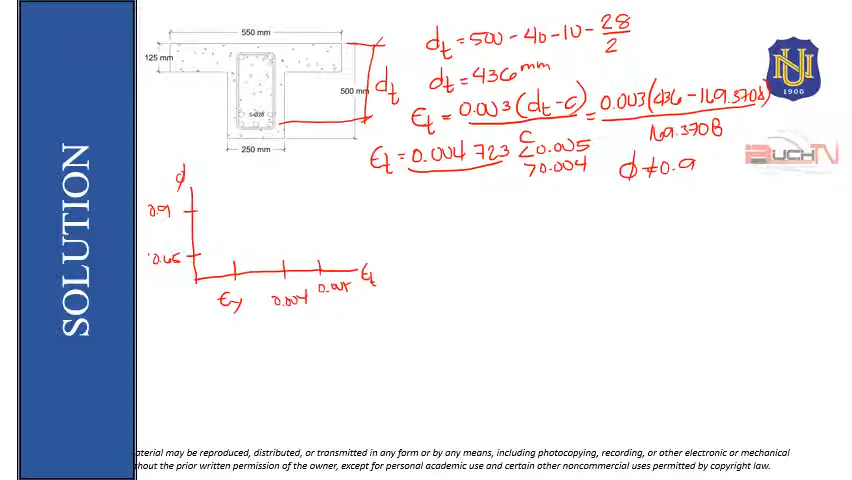 SOLUTION
550 mm
125 mm
500 mm
5-Ø28
250 mm
dt
dt = 500 - 40 - 10 - 28/2
dt = 436 mm
εt = 0.003 (dt - c) / c = 0.003 (436 - 169.3708) / 169.3708
εt = 0.004723 < 0.005
> 0.004
ϕ ≠ 0.9
UN
1900
BUCHTV
ϕ
0.9
0.65
εy
0.004
0.005
εt
aterial may be reproduced, distributed, or transmitted in any form or by any means, including photocopying, recording, or other electronic or mechanical
thout the prior written permission of the owner, except for personal academic use and certain other noncommercial uses permitted by copyright law.